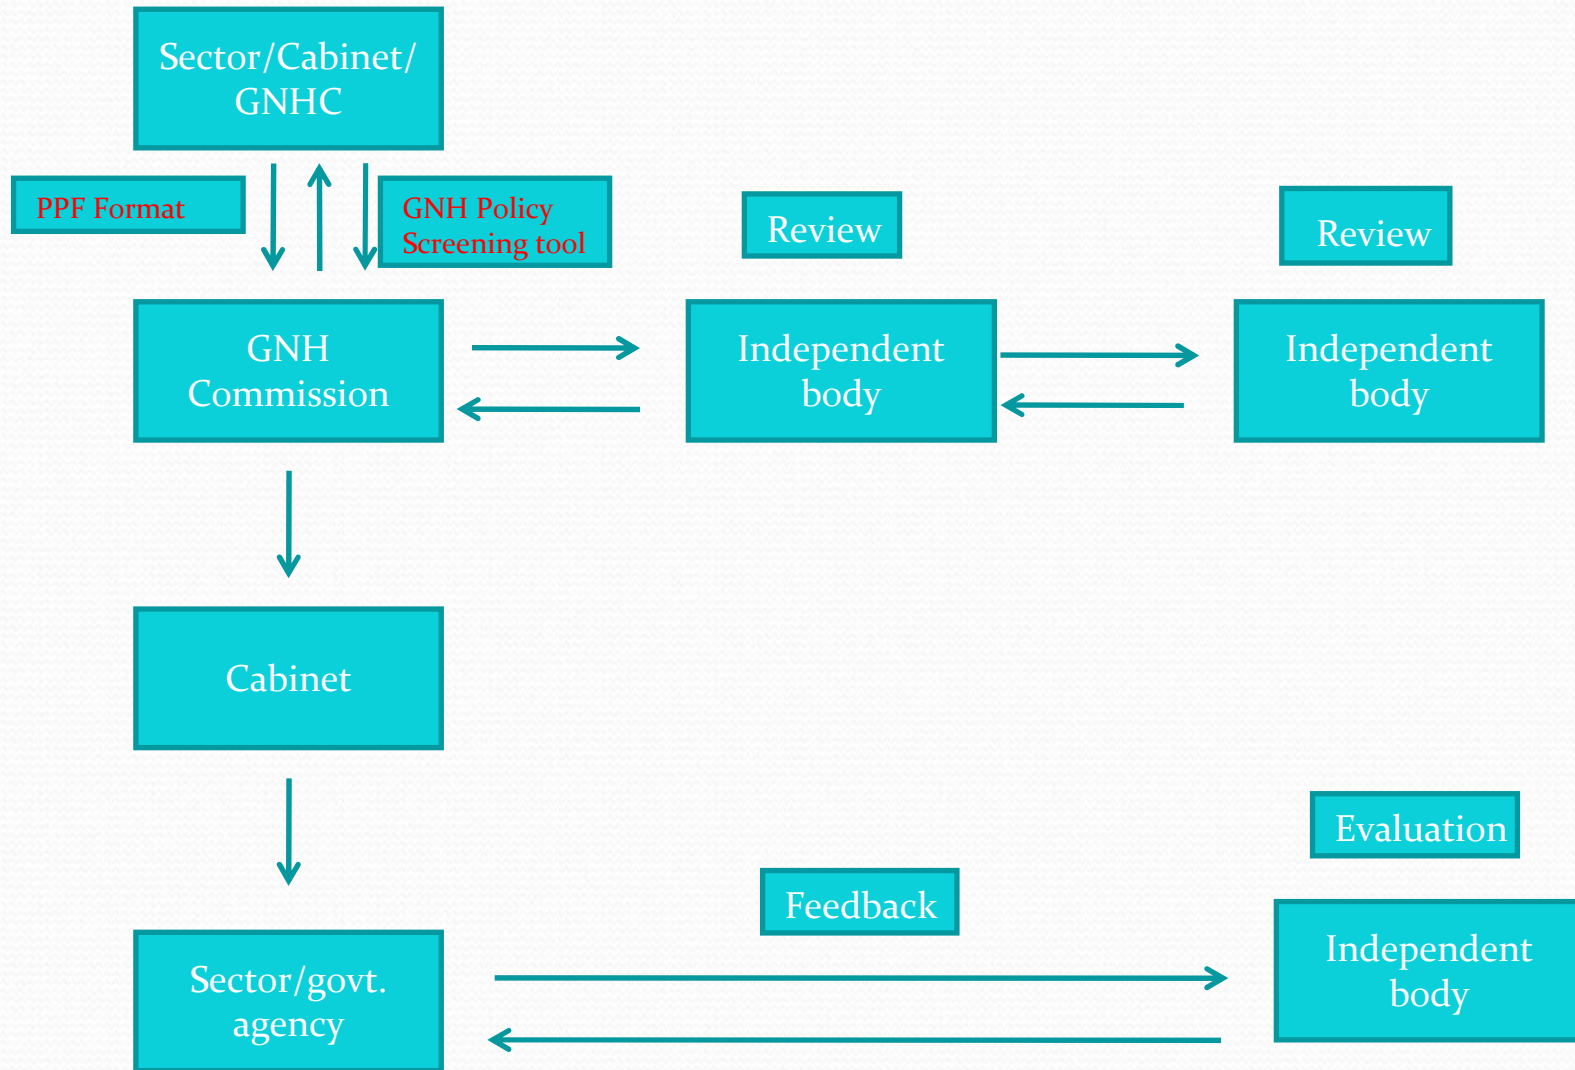 Sector/Cabinet/
GNHC
PPF Format
GNH Policy
Screening tool
Review
Review
GNH
Commission
Independent
body
Independent
body
Cabinet
Evaluation
Feedback
Sector/govt.
agency
Independent
body